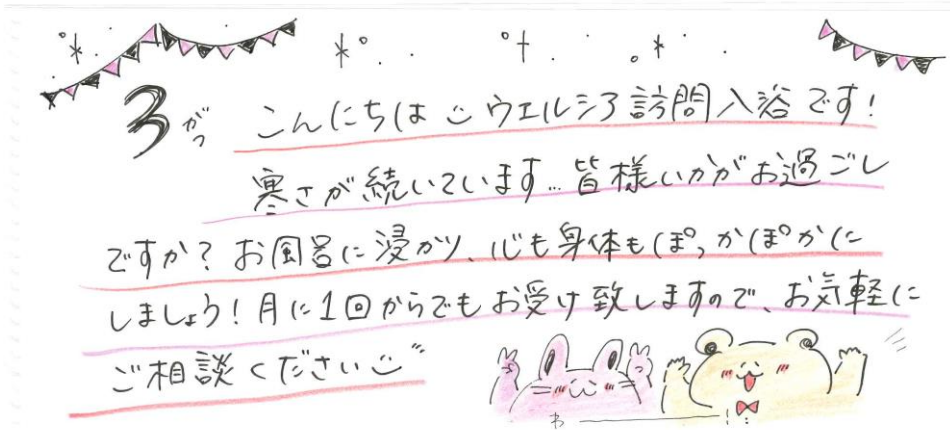 3がつ こんにちは ウエルシア訪問入浴です!
寒さが続いています… 皆様いかがお過ごし
ですか? お風呂に浸かり、心も身体もぽっかぽかに
しましょう! 月に1回からでもお受け致しますので、お気軽に
ご相談ください
わ ー !